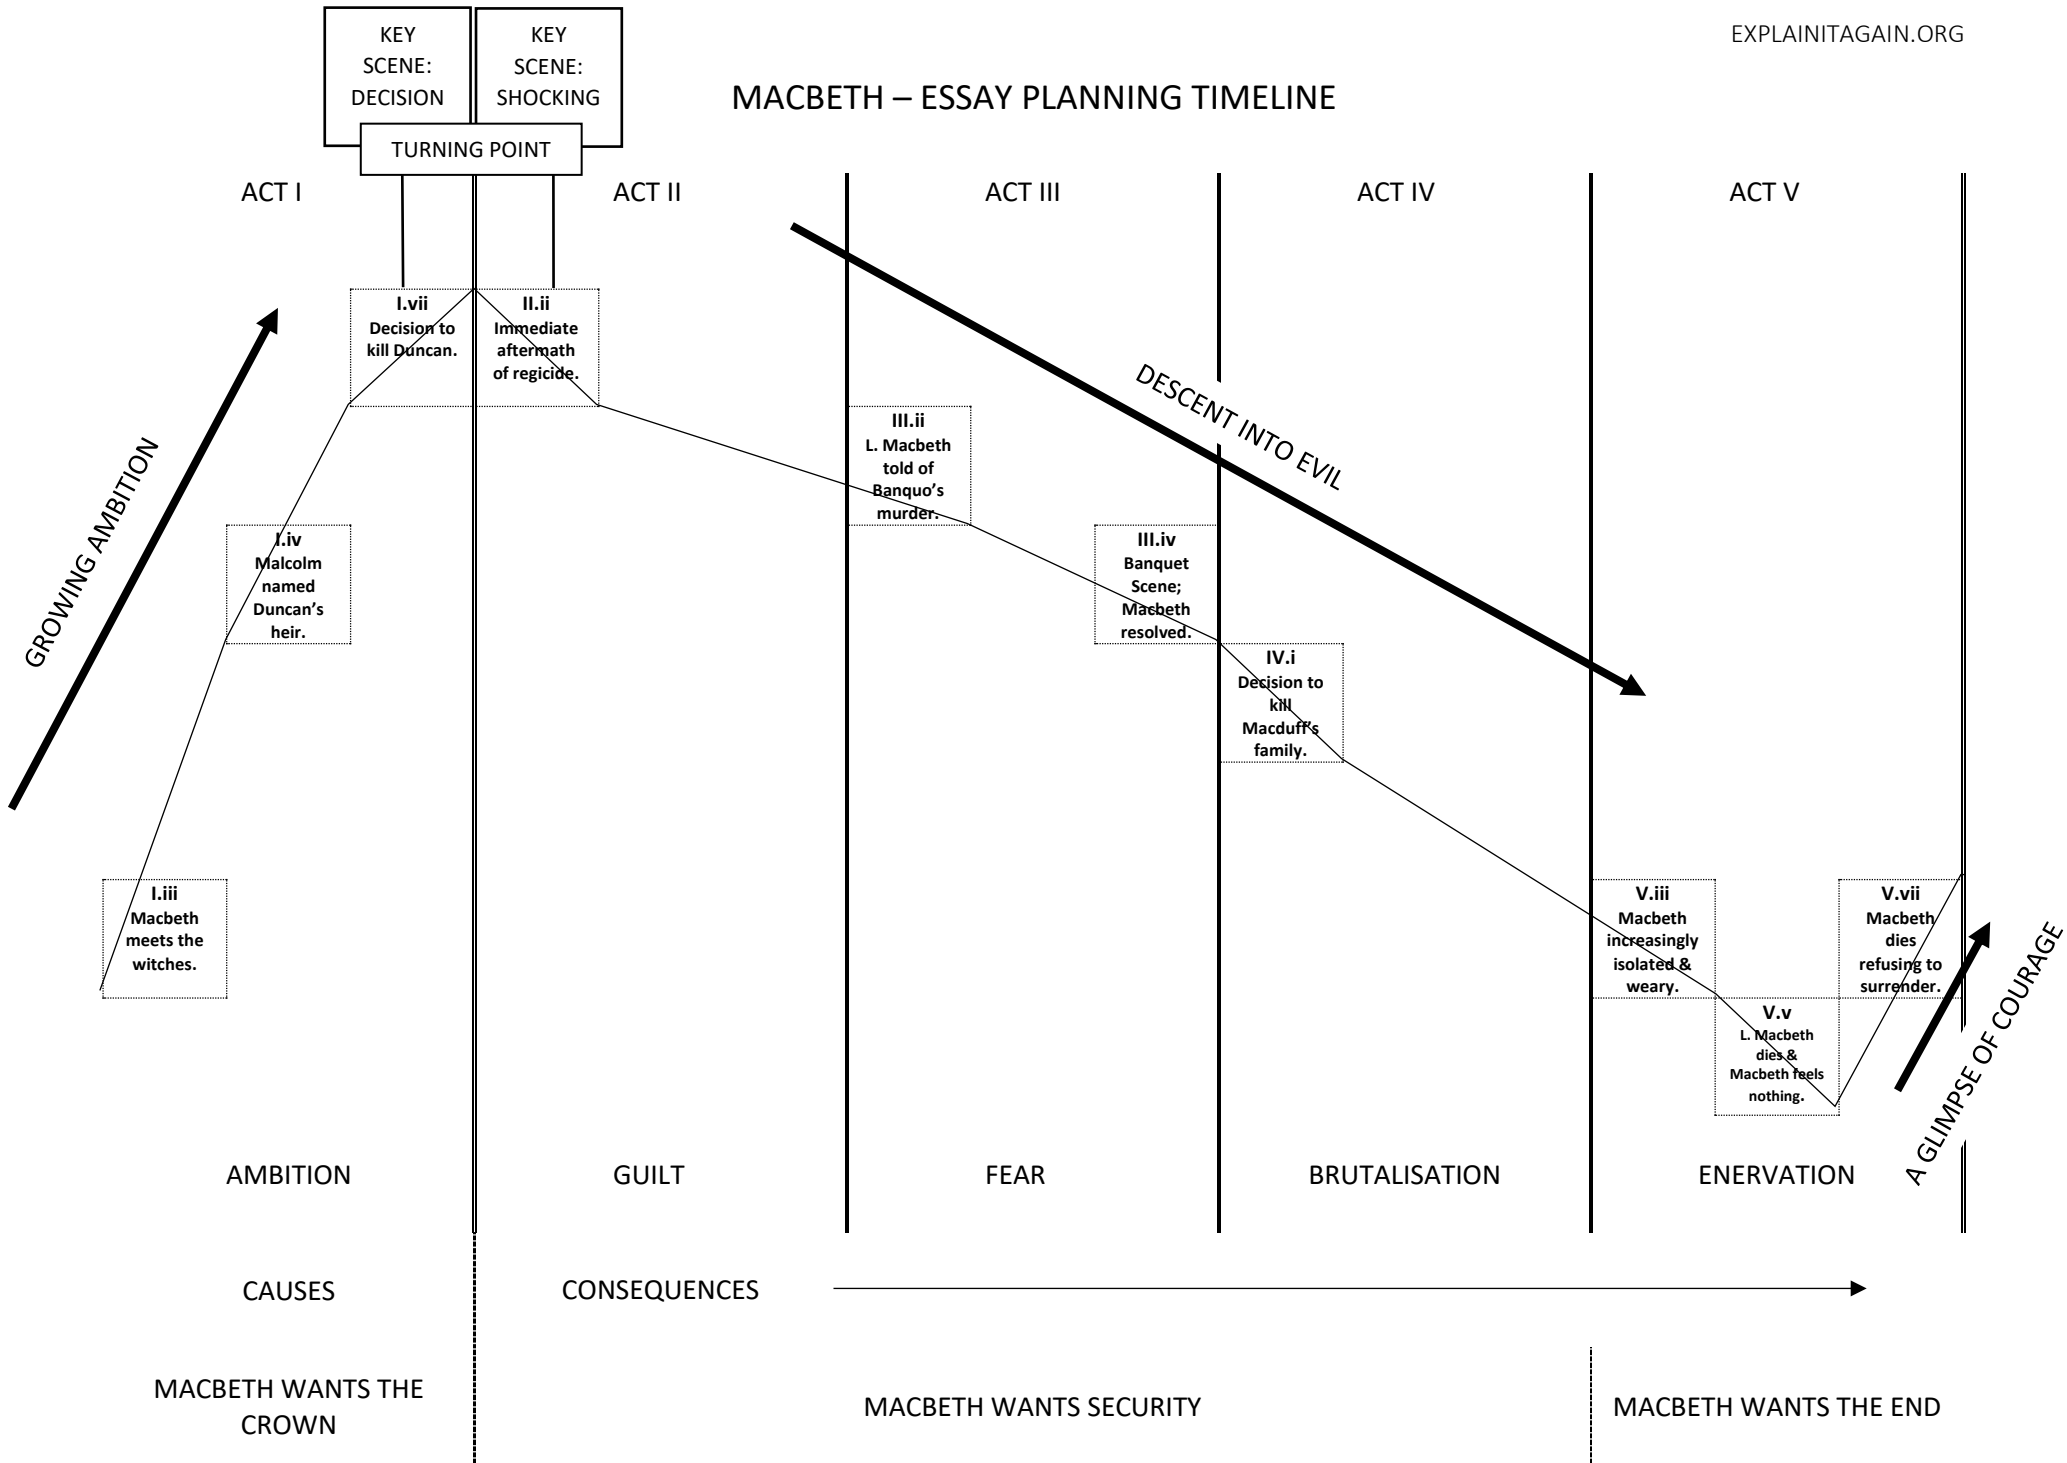 EXPLAINITAGAIN.ORG
KEY
SCENE:
DECISION
KEY
SCENE:
SHOCKING
TURNING POINT
MACBETH – ESSAY PLANNING TIMELINE
ACT I
ACT II
ACT III
ACT IV
ACT V
GROWING AMBITION
DESCENT INTO EVIL
A GLIMPSE OF COURAGE
I.iii
Macbeth
meets the
witches.
I.iv
Malcolm
named
Duncan's
heir.
I.vii
Decision to
kill Duncan.
II.ii
Immediate
aftermath
of regicide.
III.ii
L. Macbeth
told of
Banquo's
murder.
III.iv
Banquet
Scene;
Macbeth
resolved.
IV.i
Decision to
kill
Macduff's
family.
V.iii
Macbeth
increasingly
isolated &
weary.
V.v
L. Macbeth
dies &
Macbeth feels
nothing.
V.vii
Macbeth
dies
refusing to
surrender.
AMBITION
GUILT
FEAR
BRUTALISATION
ENERVATION
CAUSES
CONSEQUENCES
MACBETH WANTS THE
CROWN
MACBETH WANTS SECURITY
MACBETH WANTS THE END